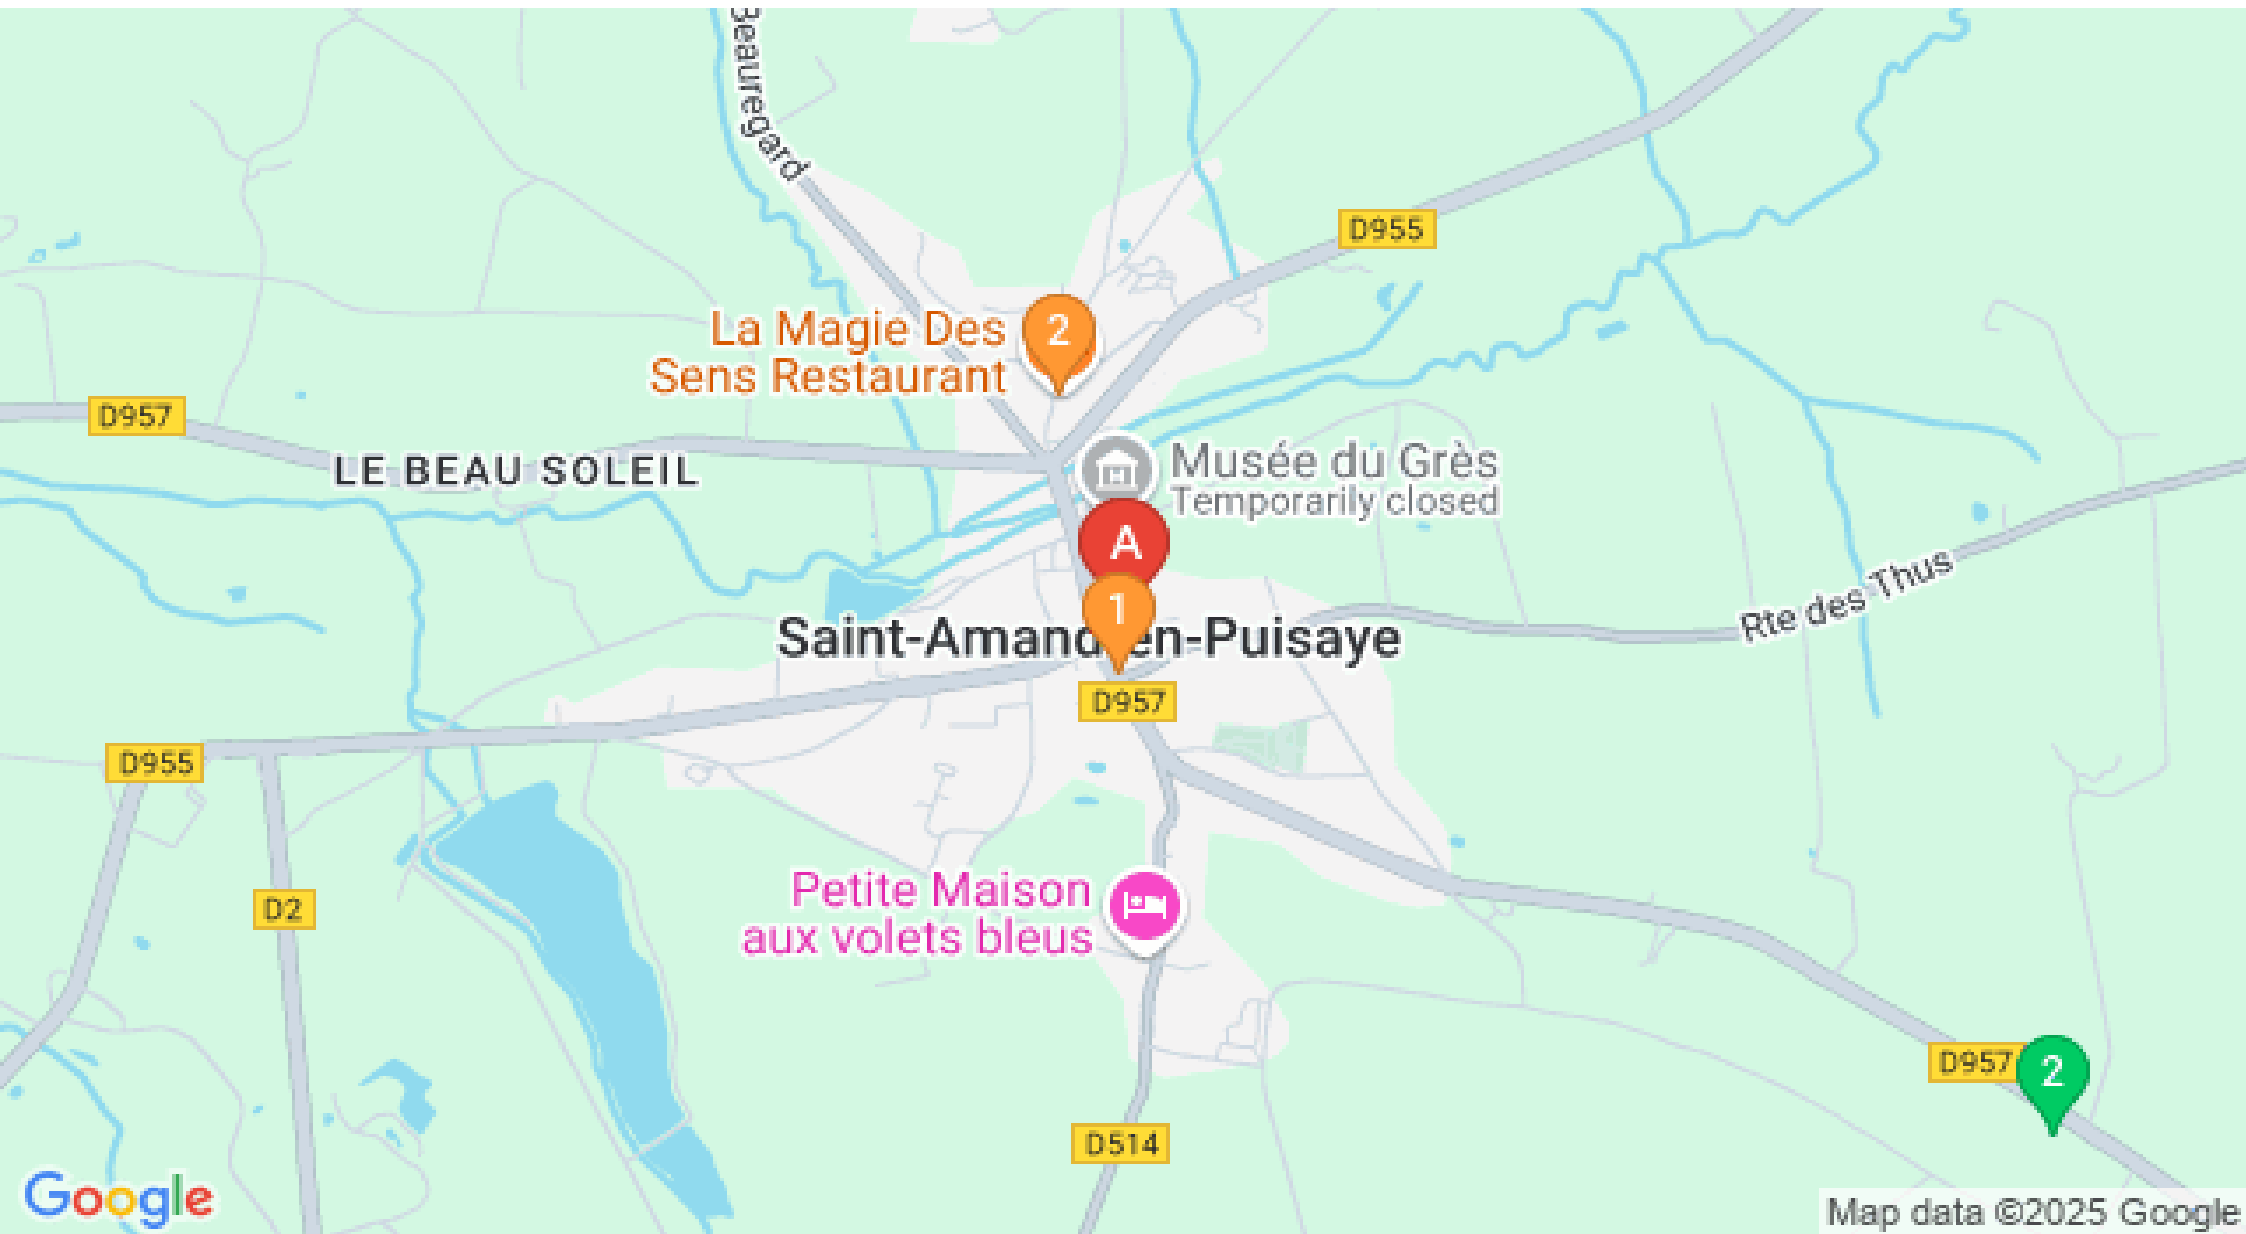 Beauregard
D955
La Magie Des
Sens Restaurant
2
D957
LE BEAU SOLEIL
Musée du Grès
Temporarily closed
A
1
Rte des Thus
Saint-Amand-en-Puisaye
D957
D955
Petite Maison
aux volets bleus
D2
D957
2
D514
Google
Map data ©2025 Google